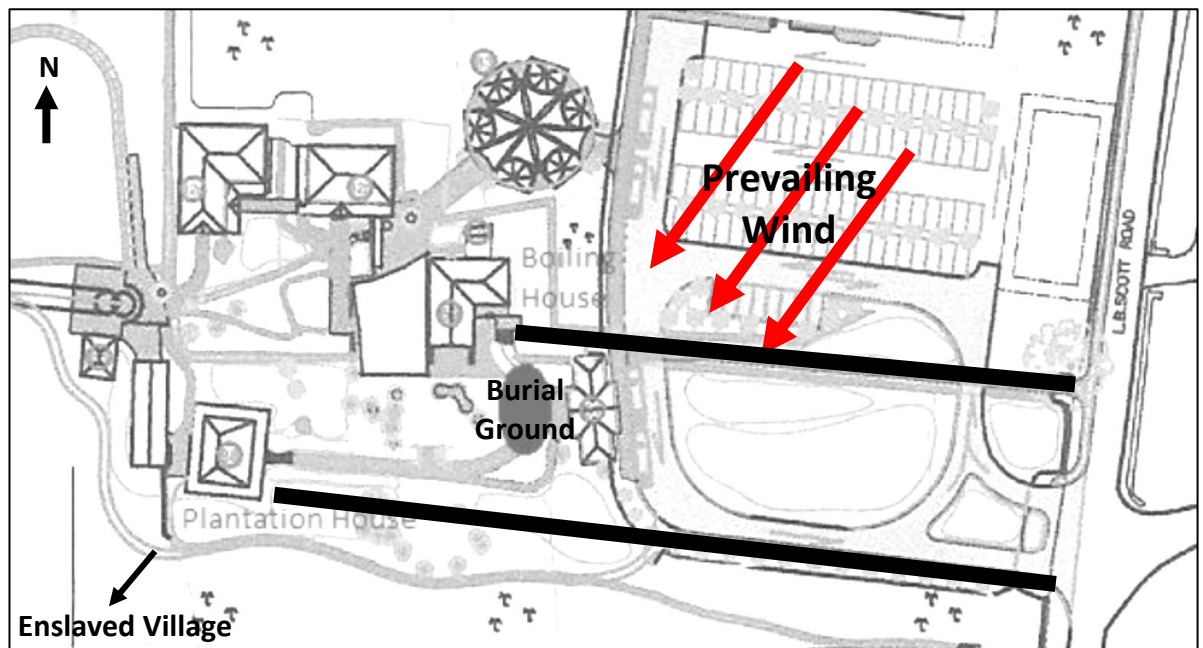 N
Prevailing
Wind
Boiling
House
L.B.SCOTT ROAD
Burial
Ground
Plantation House
Enslaved Village